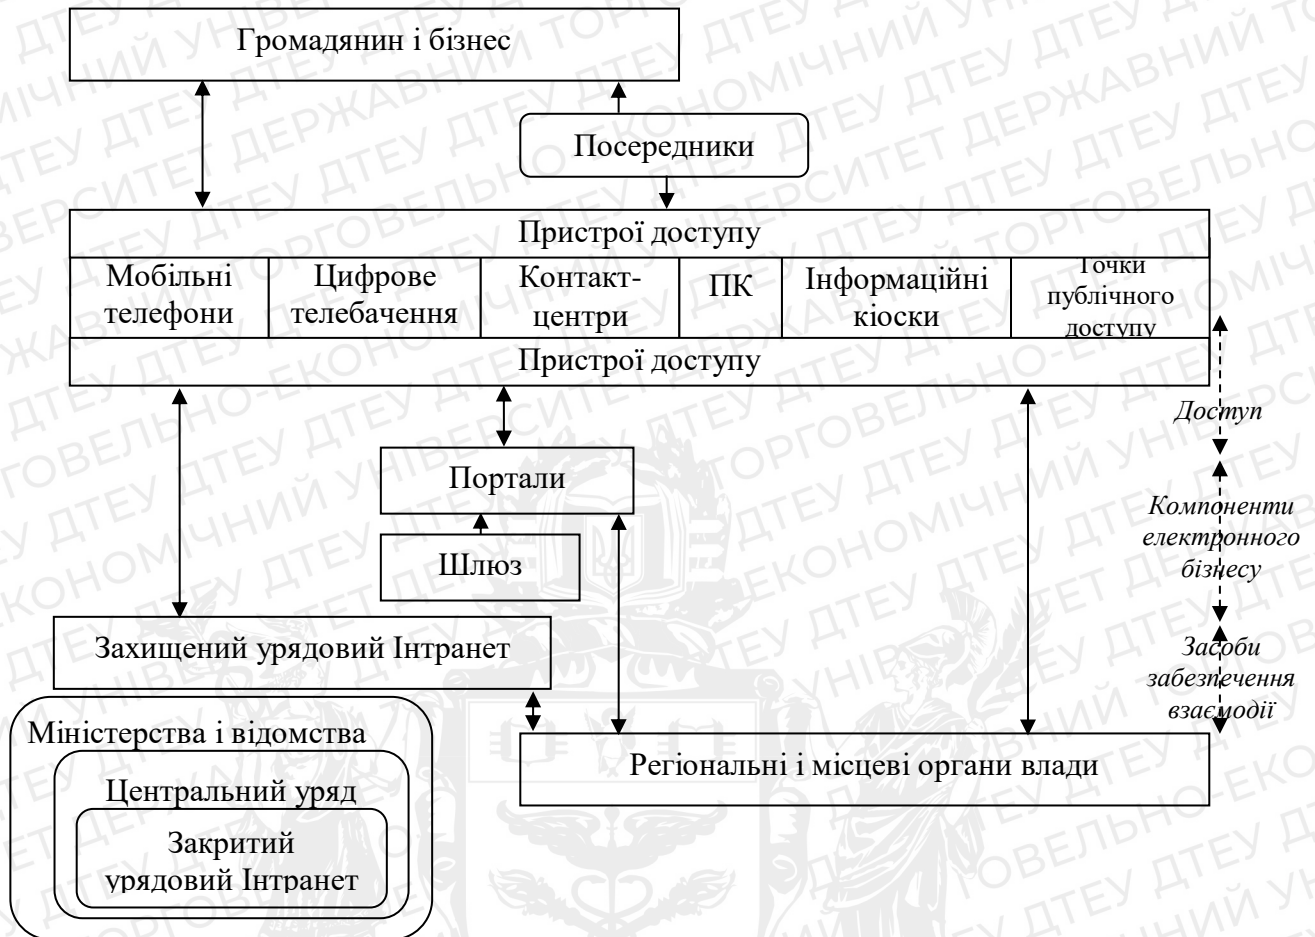 Громадянин і бізнес
Посередники
Пристрої доступу
Мобільні
телефони
Цифрове
телебачення
Контакт-
центри
ПК
Інформаційні
кіоски
Точки
публічного
доступу
Пристрої доступу
Доступ
Портали
Компоненти
електронного
бізнесу
Шлюз
Захищений урядовий Інтранет
Засоби
забезпечення
взаємодії
Міністерства і відомства
Регіональні і місцеві органи влади
Центральний уряд
Закритий
урядовий Інтранет